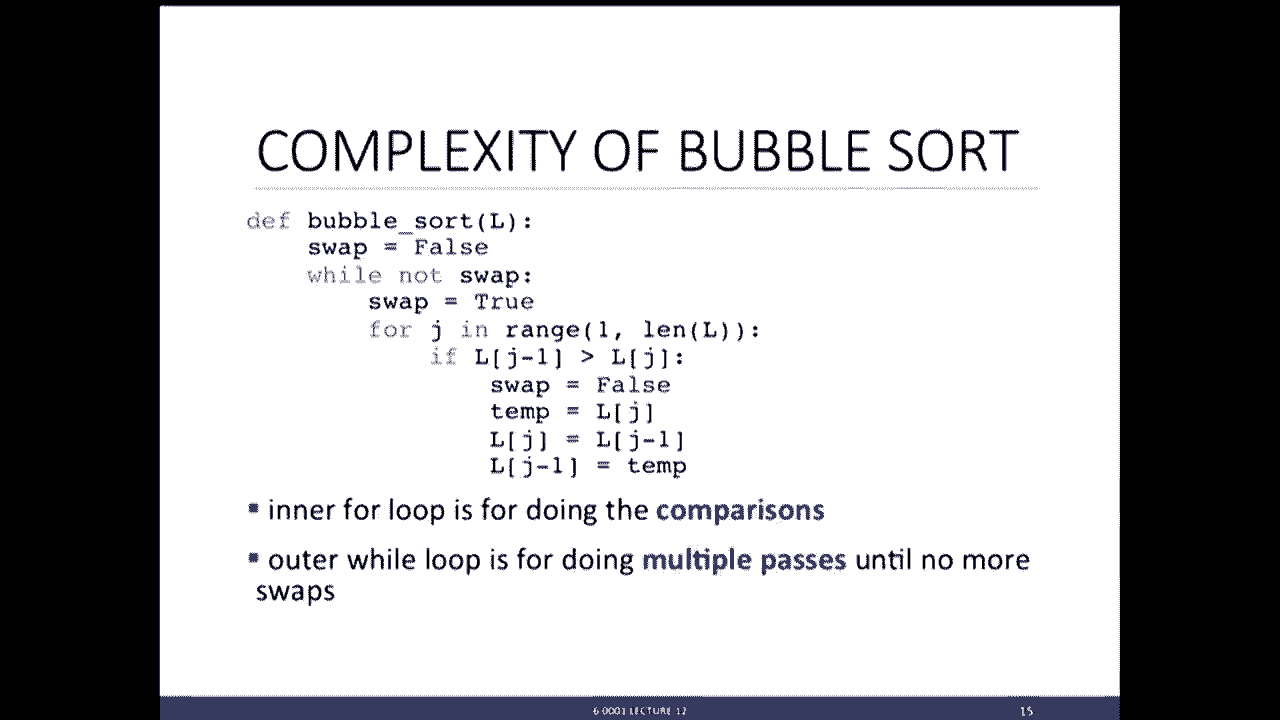 COMPLEXITY OF BUBBLE SORT
def bubble_sort(L):
    swap = False
    while not swap:
        swap = True
        for j in range(1, len(L)):
            if L[j-1] > L[j]:
                swap = False
                temp = L[j]
                L[j] = L[j-1]
                L[j-1] = temp
▪ inner for loop is for doing the comparisons
▪ outer while loop is for doing multiple passes until no more
swaps
6.0001 LECTURE 12
15